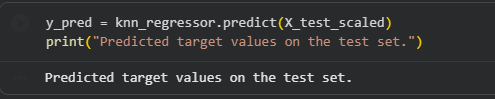 y_pred = knn_regressor.predict(X_test_scaled)
print("Predicted target values on the test set.")
Predicted target values on the test set.